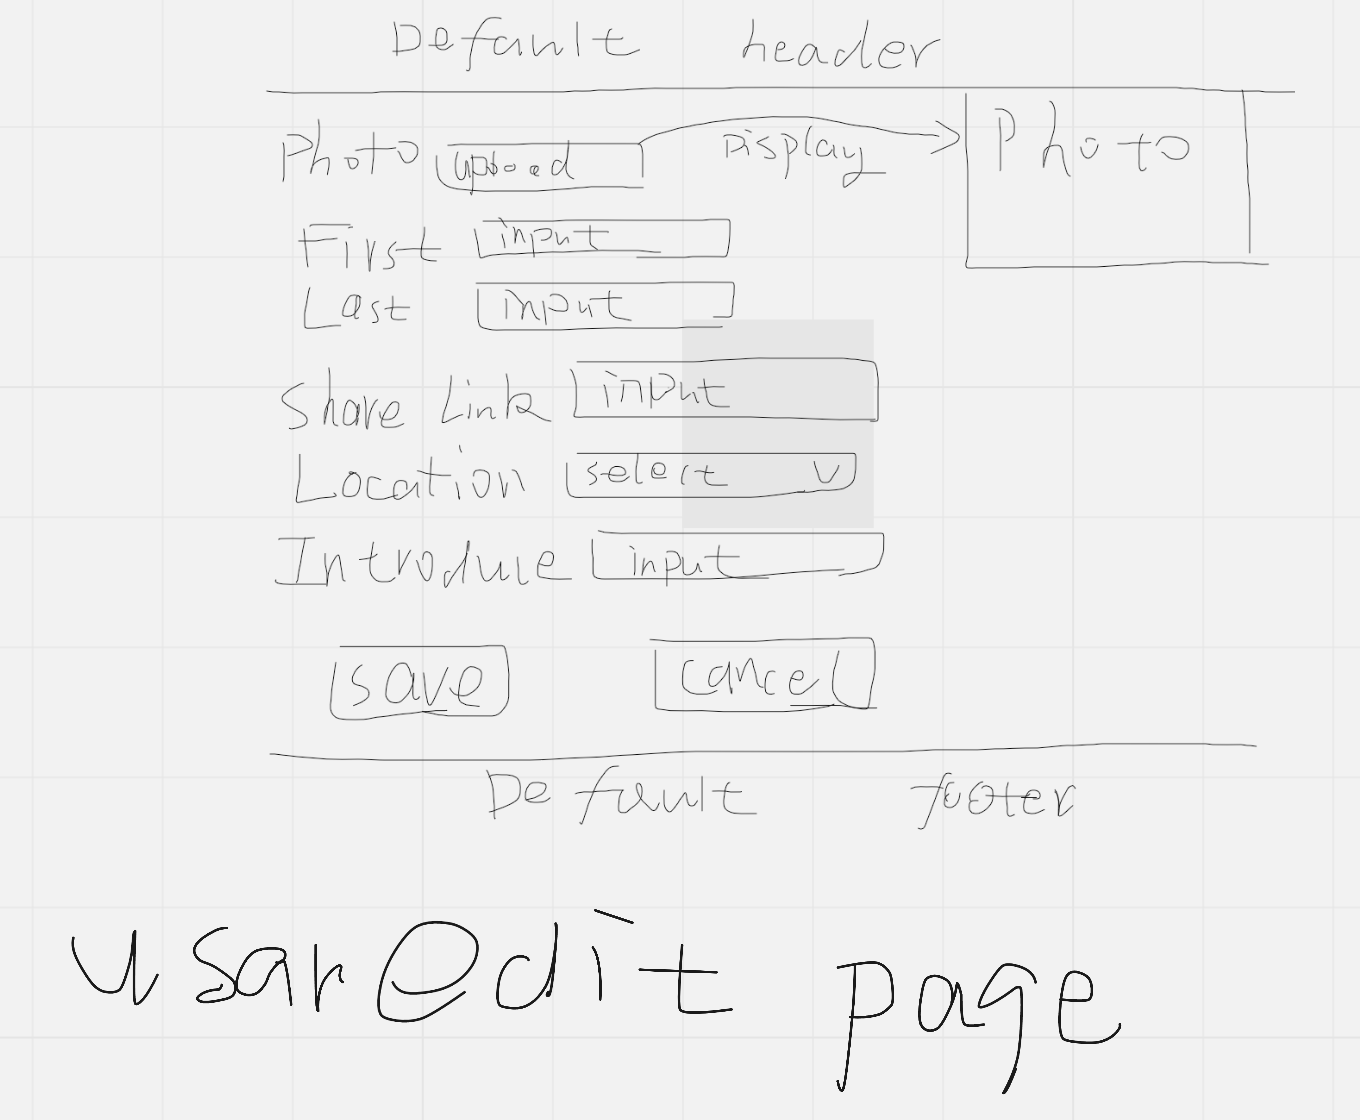 Default header
Photo upload Display Photo
First input
Last input
Share Link input
Location select v
Introduce input
save cancel
Default footer
usaredit page